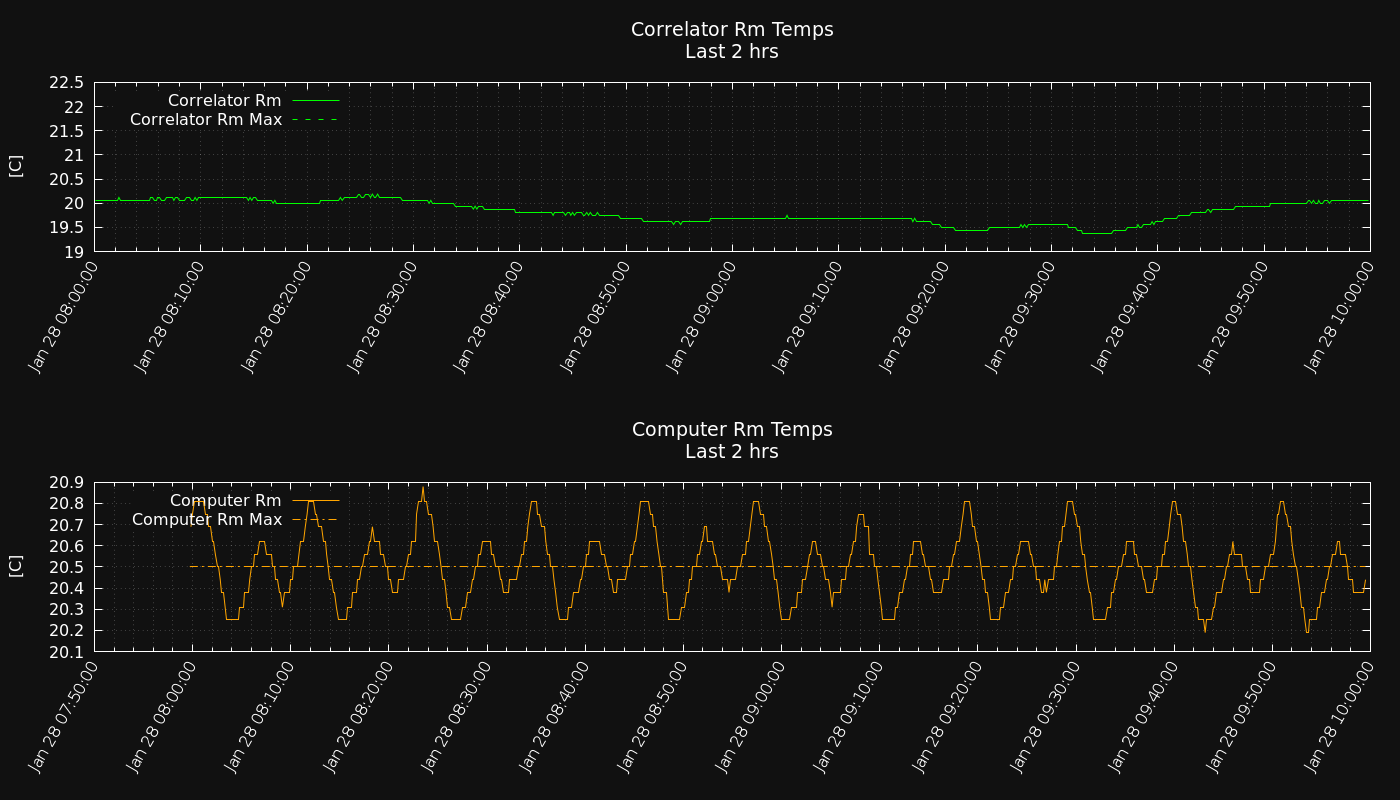 Correlator Rm Temps
Last 2 hrs
22.5
22
21.5
21
20.5
20
19.5
19
[C]
Correlator Rm
Correlator Rm Max
Jan 28 08:00:00
Jan 28 08:10:00
Jan 28 08:20:00
Jan 28 08:30:00
Jan 28 08:40:00
Jan 28 08:50:00
Jan 28 09:00:00
Jan 28 09:10:00
Jan 28 09:20:00
Jan 28 09:30:00
Jan 28 09:40:00
Jan 28 09:50:00
Jan 28 10:00:00
Computer Rm Temps
Last 2 hrs
20.9
20.8
20.7
20.6
20.5
20.4
20.3
20.2
20.1
[C]
Computer Rm
Computer Rm Max
Jan 28 07:50:00
Jan 28 08:00:00
Jan 28 08:10:00
Jan 28 08:20:00
Jan 28 08:30:00
Jan 28 08:40:00
Jan 28 08:50:00
Jan 28 09:00:00
Jan 28 09:10:00
Jan 28 09:20:00
Jan 28 09:30:00
Jan 28 09:40:00
Jan 28 09:50:00
Jan 28 10:00:00